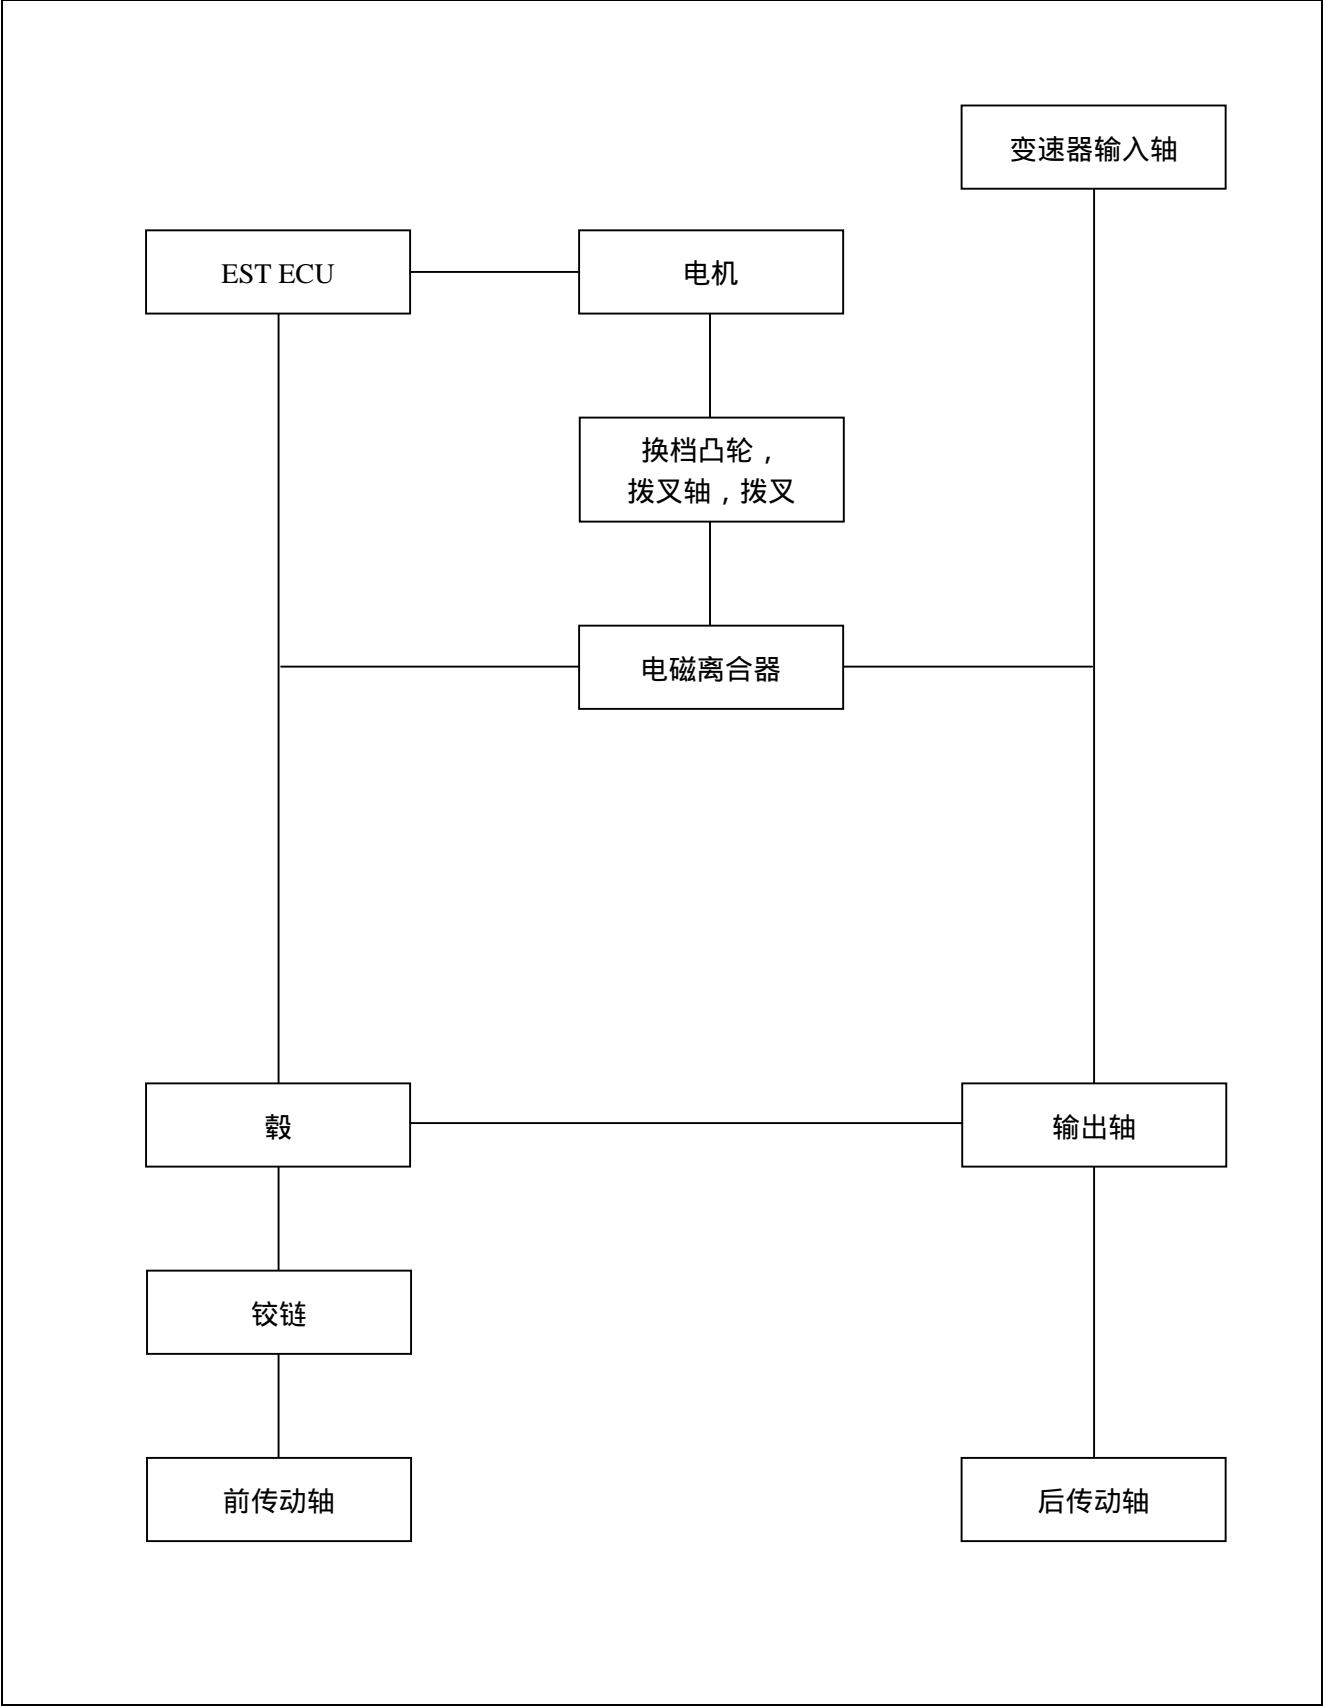 变速器输入轴
EST ECU
电机
换档凸轮，
拨叉轴，拨叉
电磁离合器
毂
输出轴
铰链
前传动轴
后传动轴